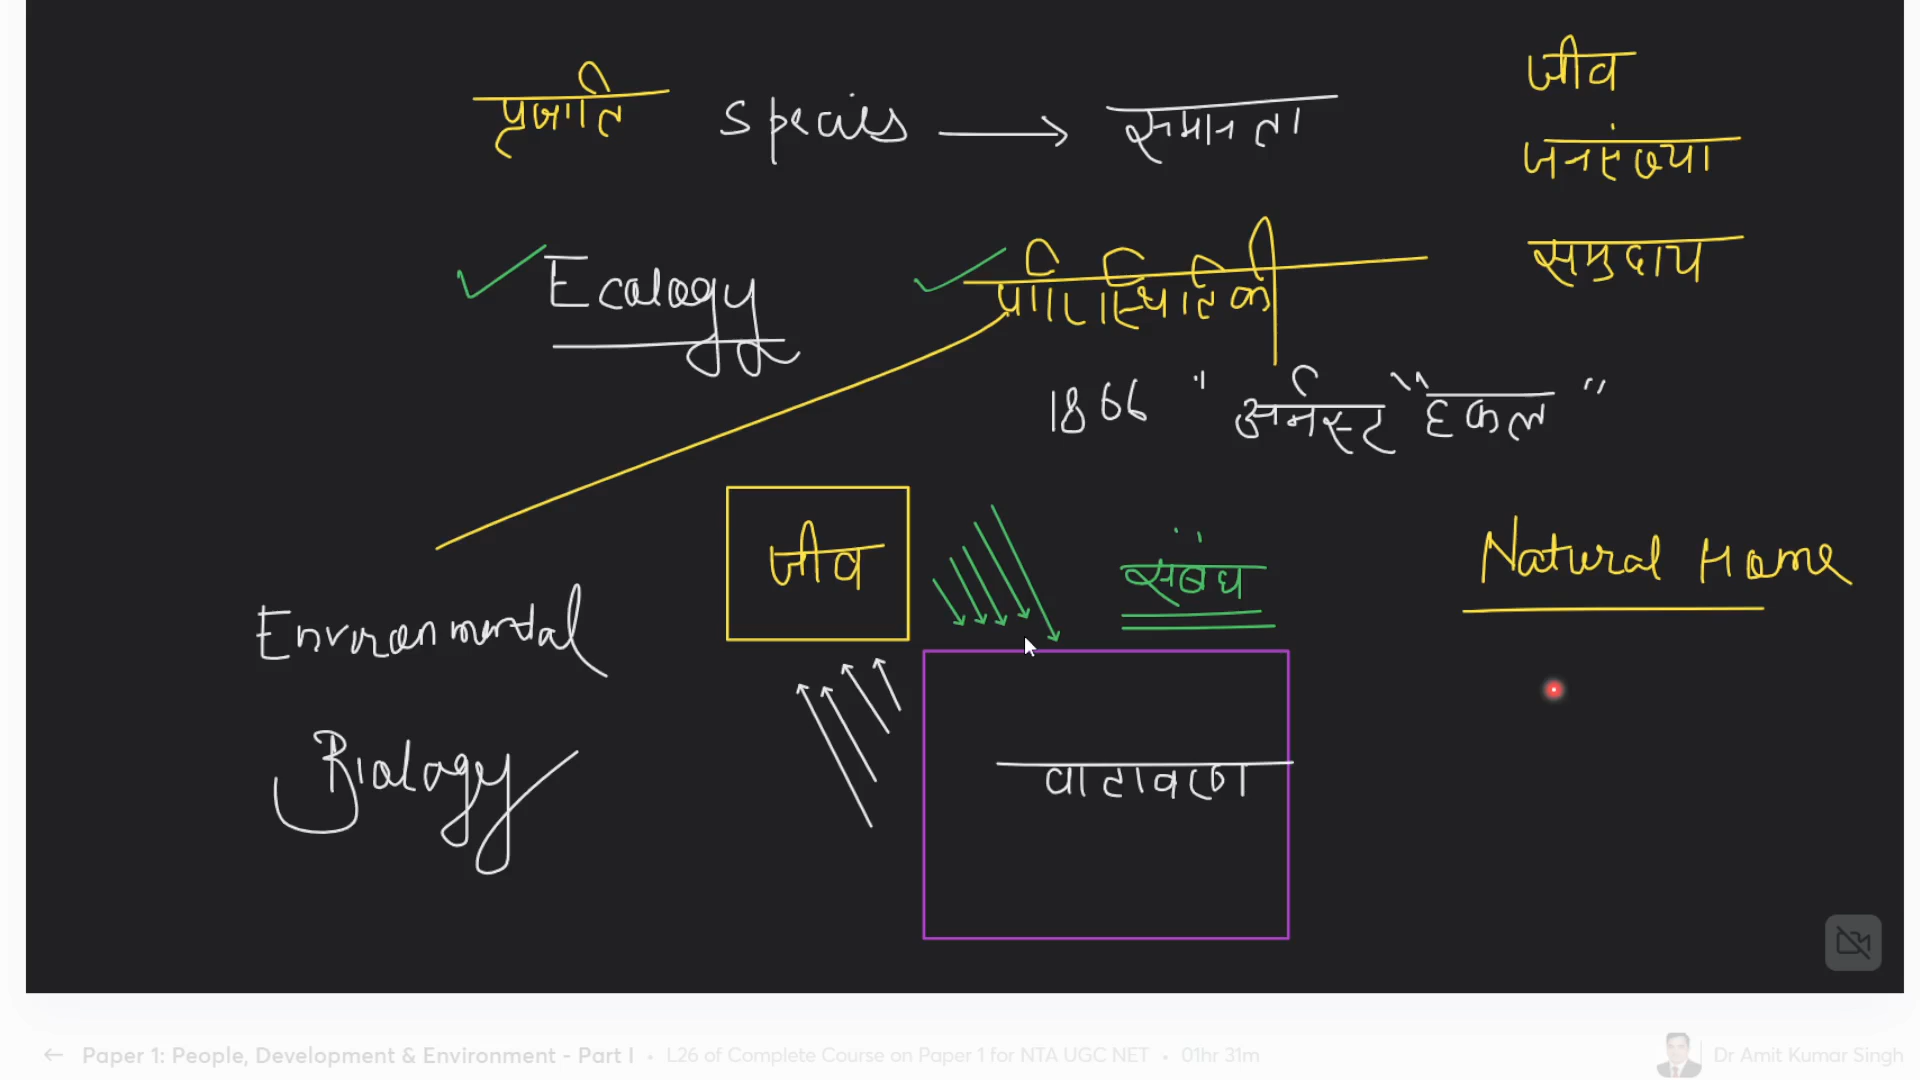 प्रजाति species → समानता
जीव
जनसंख्या
समुदाय
Ecology पारिस्थितिकी
1866 "अर्नस्ट" "हैकल"
जीव
संबंध
Natural Home
Environmental
Biology
वातावरण
← Paper 1: People, Development & Environment - Part I • L26 of Complete Course on Paper 1 for NTA UGC NET • 01hr 31m
Dr Amit Kumar Singh